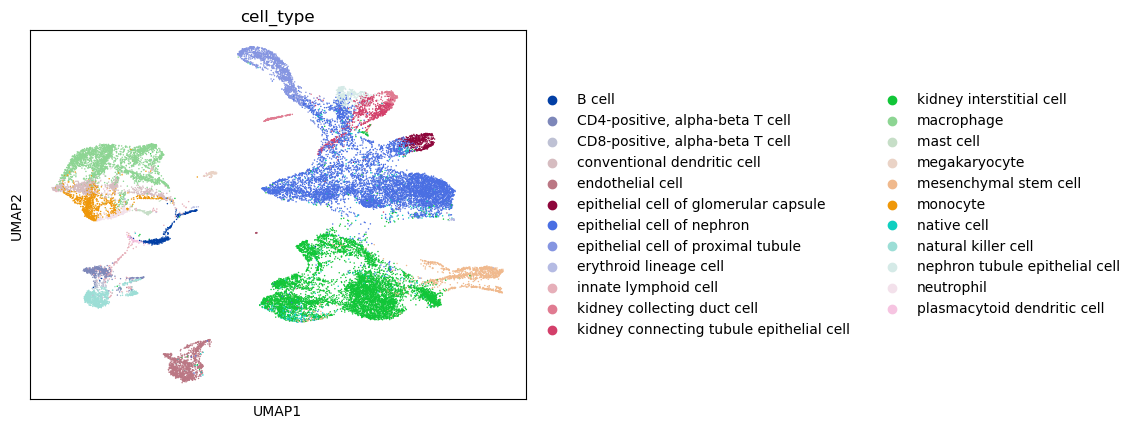 cell_type
UMAP2
UMAP1
B cell
CD4-positive, alpha-beta T cell
CD8-positive, alpha-beta T cell
conventional dendritic cell
endothelial cell
epithelial cell of glomerular capsule
epithelial cell of nephron
epithelial cell of proximal tubule
erythroid lineage cell
innate lymphoid cell
kidney collecting duct cell
kidney connecting tubule epithelial cell
kidney interstitial cell
macrophage
mast cell
megakaryocyte
mesenchymal stem cell
monocyte
native cell
natural killer cell
nephron tubule epithelial cell
neutrophil
plasmacytoid dendritic cell